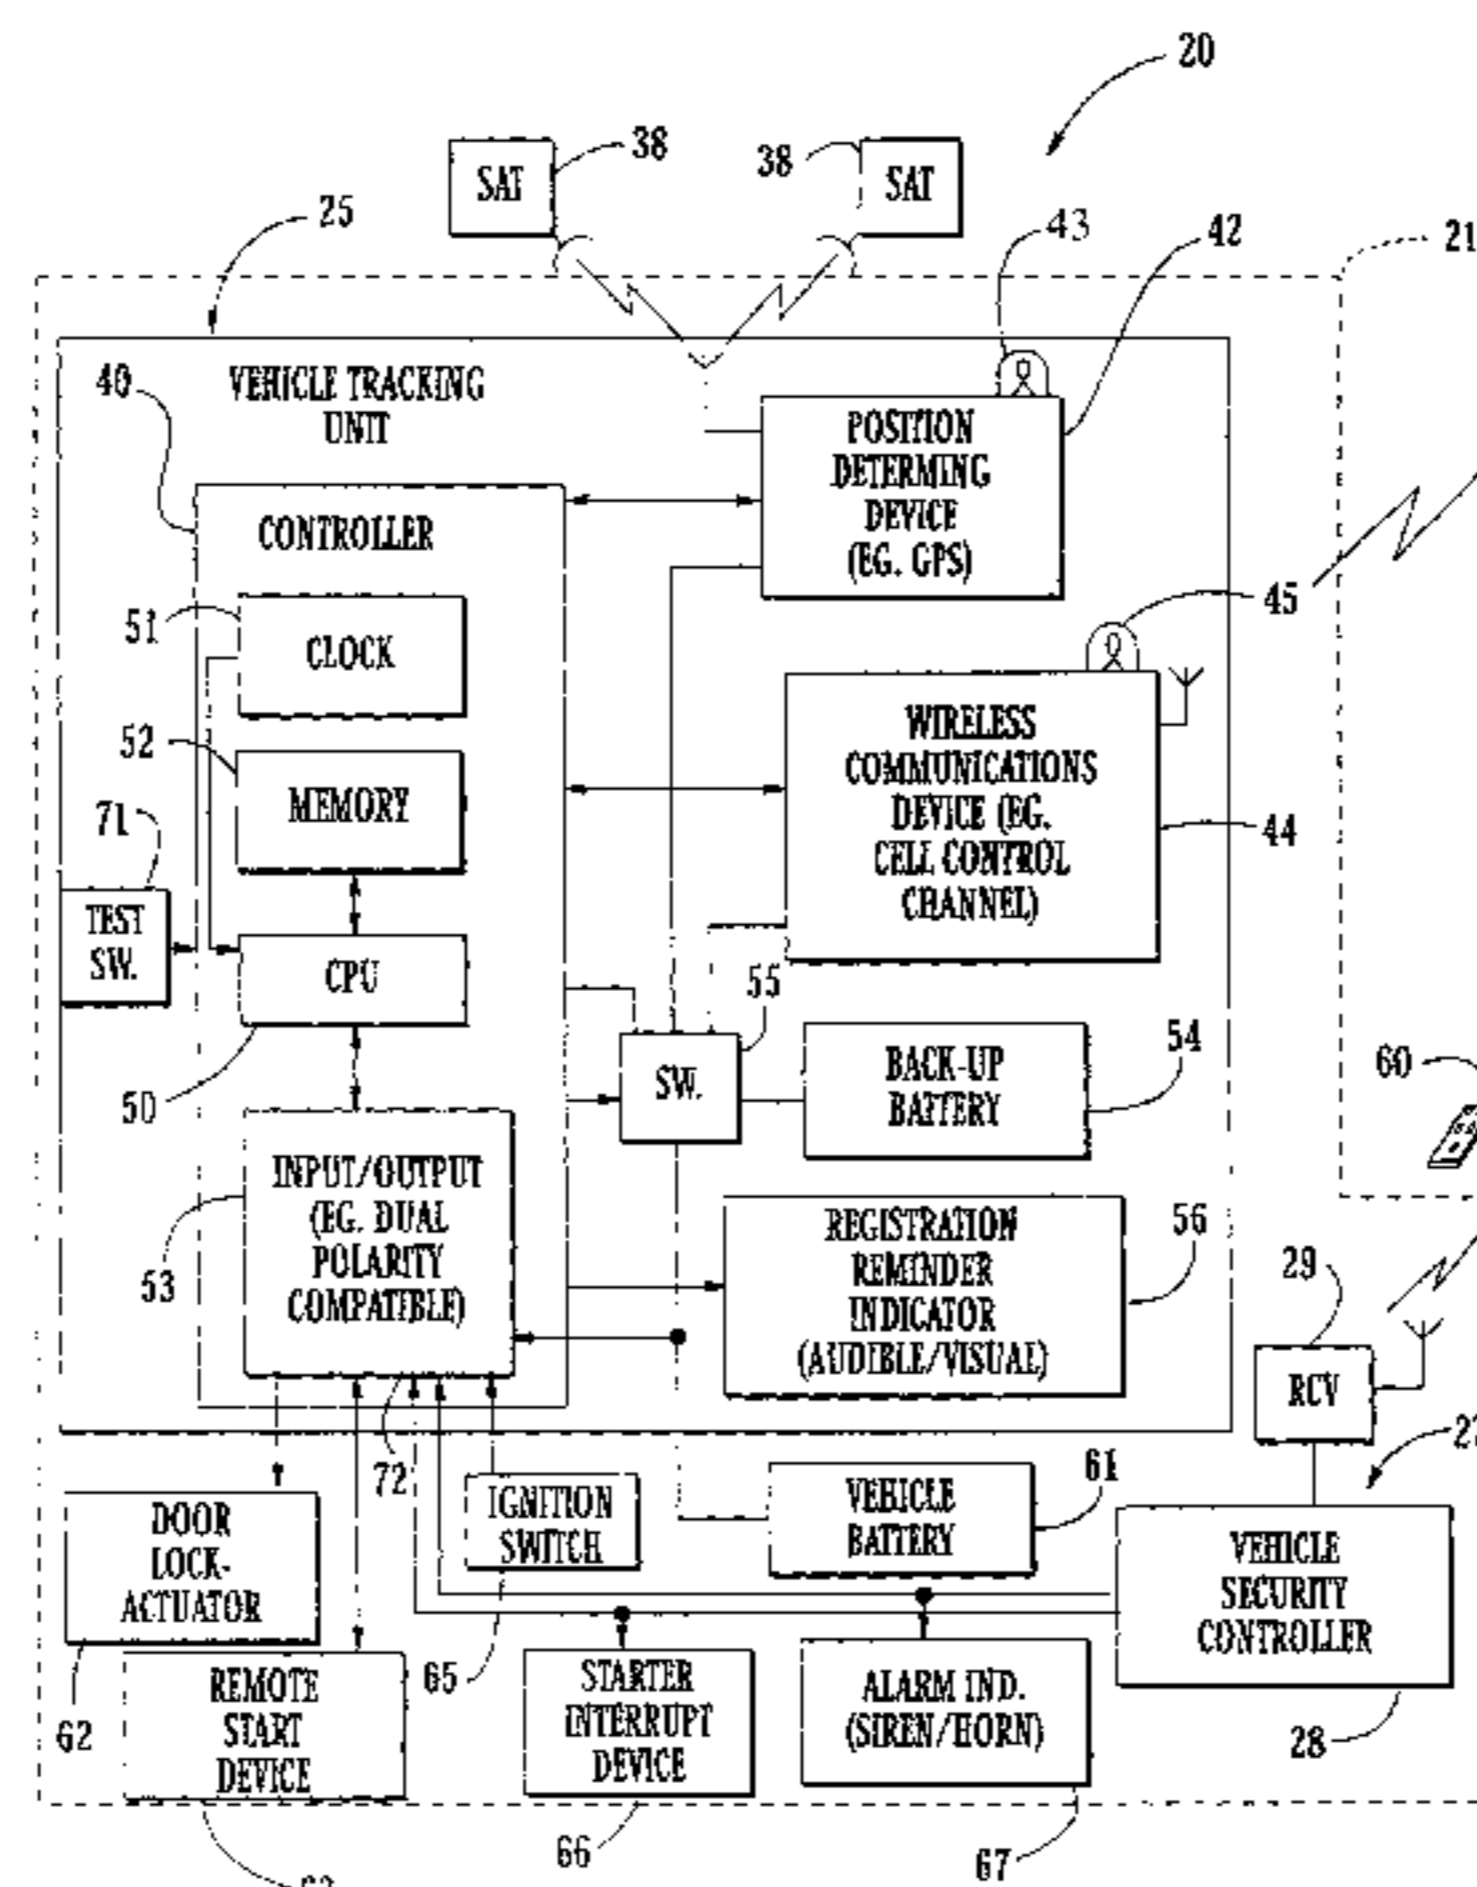 20
SAT
38
38
SAT
25
43
42
21
40
VEHICLE TRACKING
UNIT
POSITION
DETERMING
DEVICE
(EG. GPS)
CONTROLLER
51
CLOCK
45
52
MEMORY
WIRELESS
COMMUNICATIONS
DEVICE (EG.
CELL CONTROL
CHANNEL)
44
71
TEST
SW.
CPU
50
55
SW.
BACK-UP
BATTERY
54
60
INPUT/OUTPUT
(EG. DUAL
POLARITY
COMPATIBLE)
53
REGISTRATION
REMINDER
INDICATOR
(AUDIBLE/VISUAL)
56
29
RCV
72
IGNITION
SWITCH
65
VEHICLE
BATTERY
61
DOOR
LOCK-
ACTUATOR
62
VEHICLE
SECURITY
CONTROLLER
28
REMOTE
START
DEVICE
STARTER
INTERRUPT
DEVICE
66
ALARM IND.
(SIREN/HORN)
67